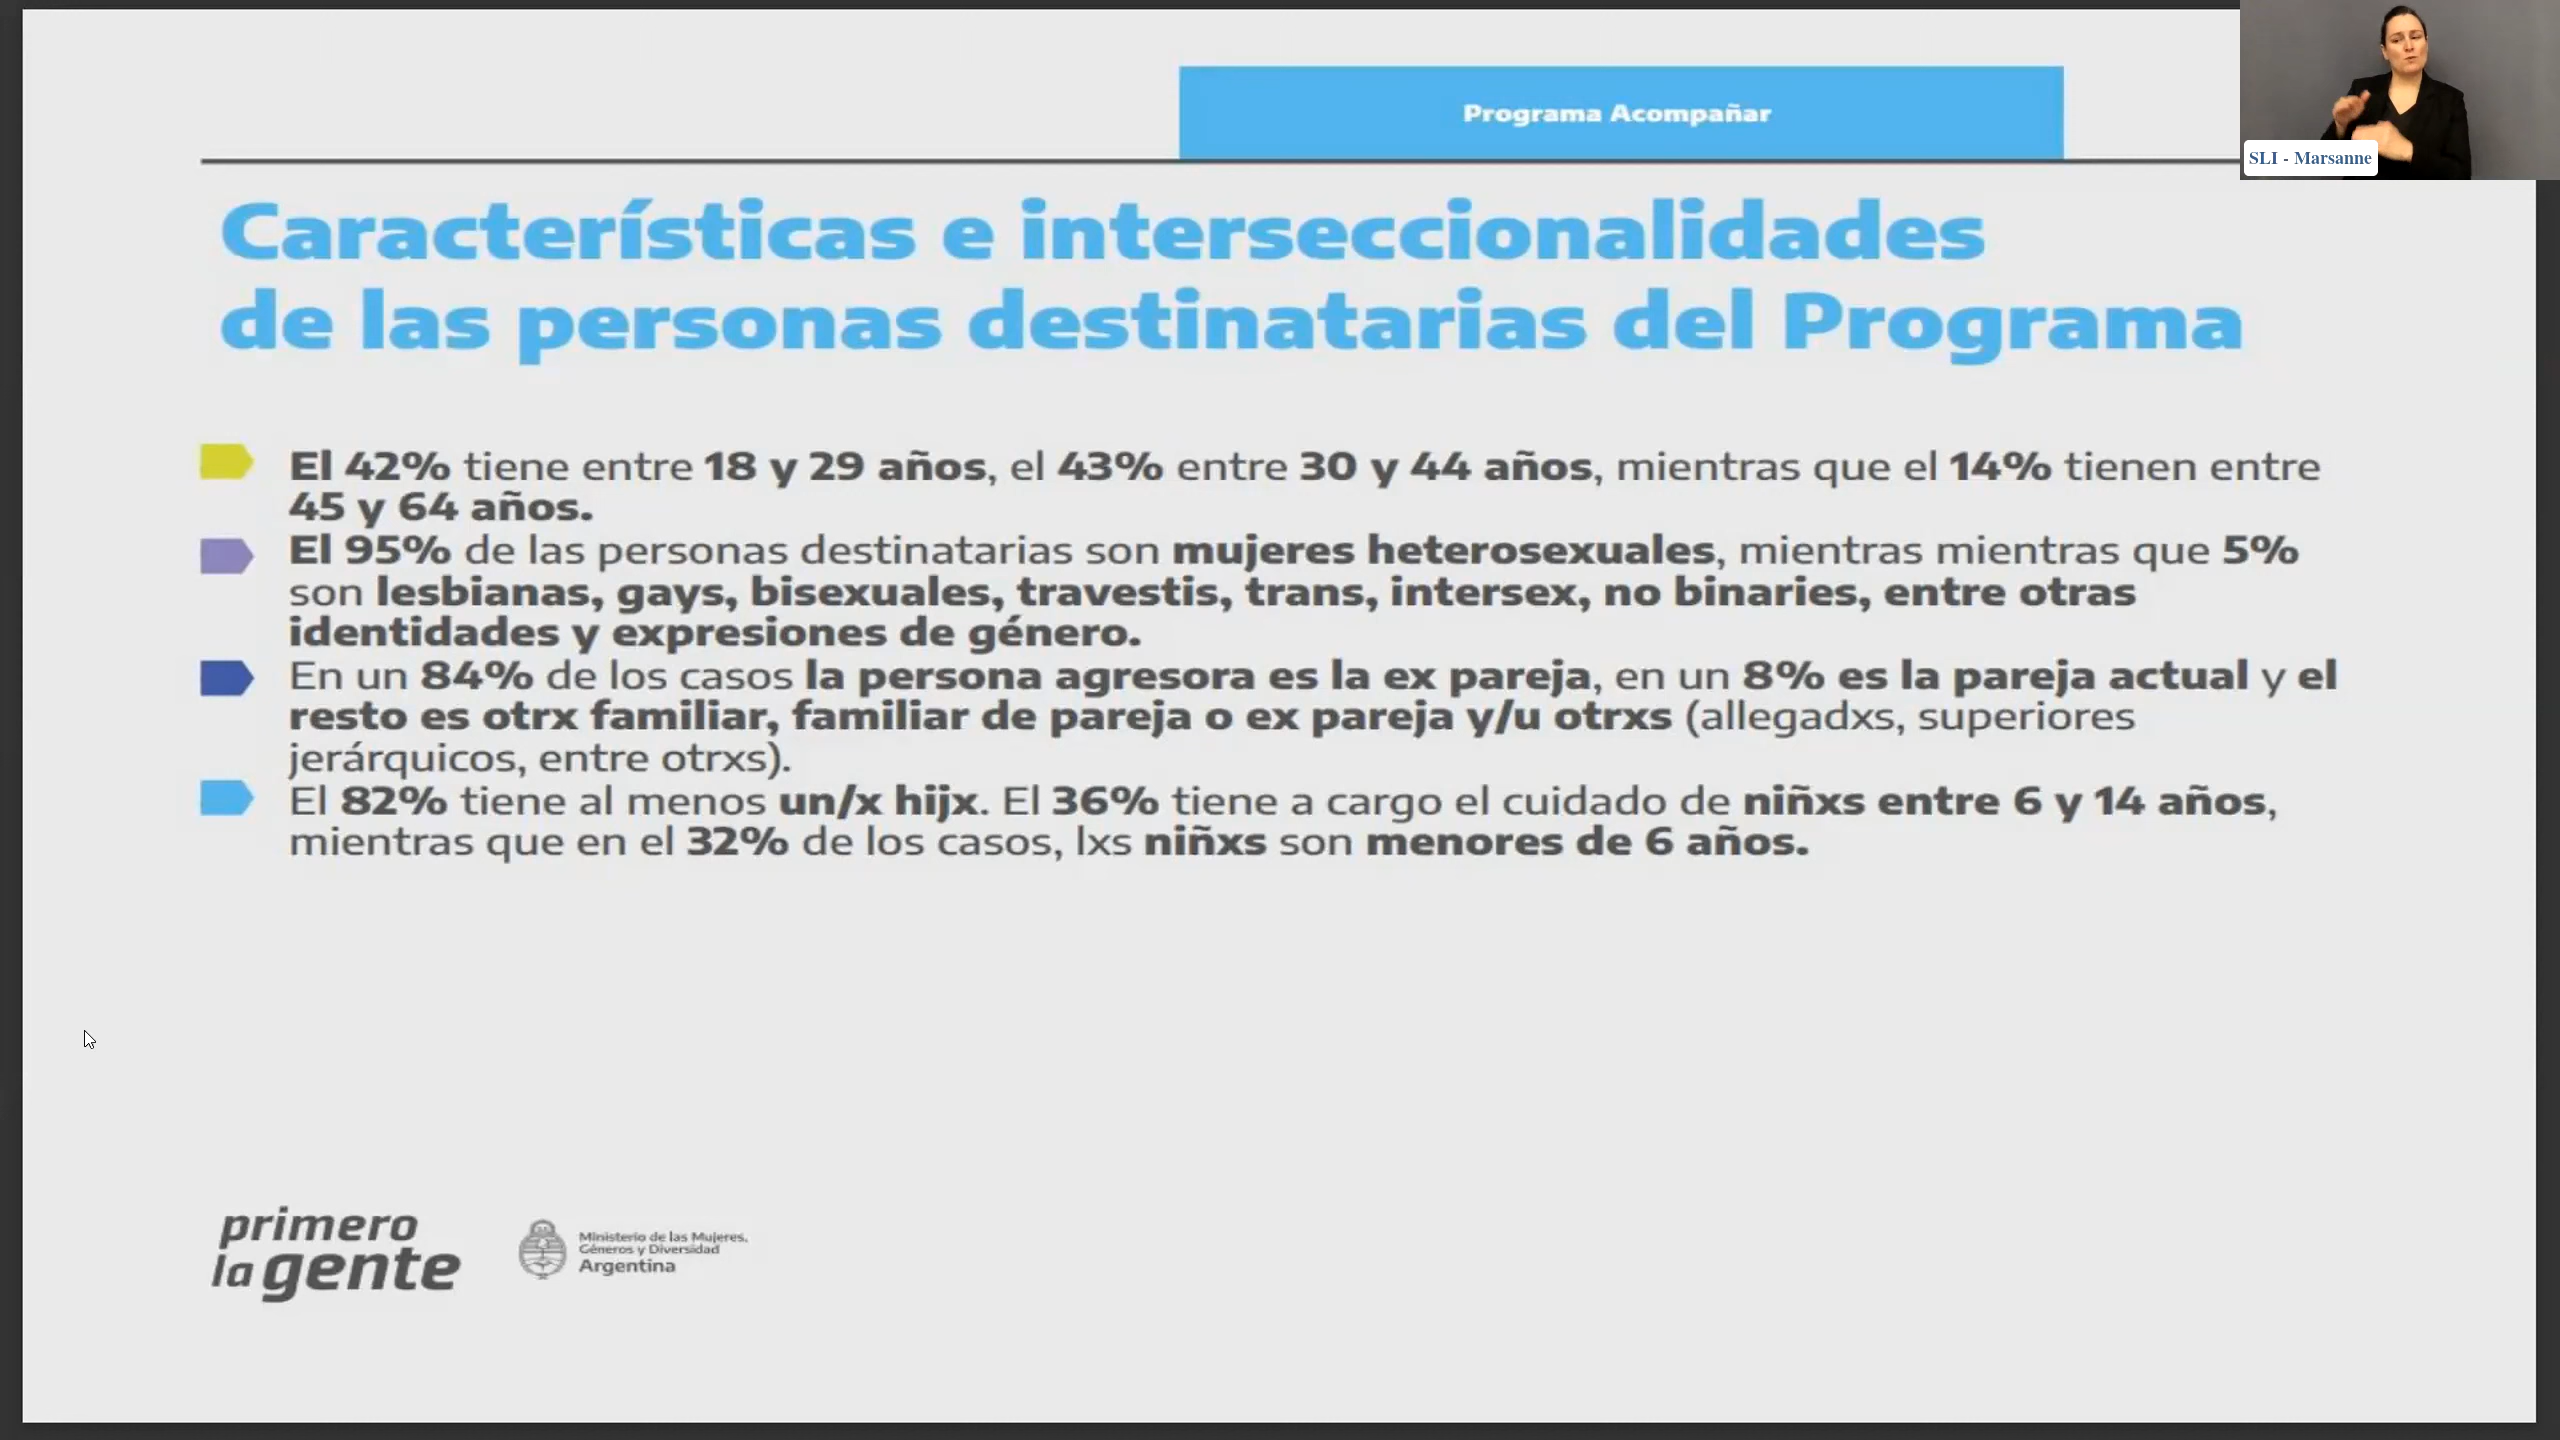 Programa Acompañar
SLI - Marsanne
Características e interseccionalidades
de las personas destinatarias del Programa
El 42% tiene entre 18 y 29 años, el 43% entre 30 y 44 años, mientras que el 14% tienen entre
45 y 64 años.
El 95% de las personas destinatarias son mujeres heterosexuales, mientras mientras que 5%
son lesbianas, gays, bisexuales, travestis, trans, intersex, no binaries, entre otras
identidades y expresiones de género.
En un 84% de los casos la persona agresora es la ex pareja, en un 8% es la pareja actual y el
resto es otrx familiar, familiar de pareja o ex pareja y/u otrxs (allegadxs, superiores
jerárquicos, entre otrxs).
El 82% tiene al menos un/x hijx. El 36% tiene a cargo el cuidado de niñxs entre 6 y 14 años,
mientras que en el 32% de los casos, lxs niñxs son menores de 6 años.
primero
la gente
Ministerio de las Mujeres,
Géneros y Diversidad
Argentina